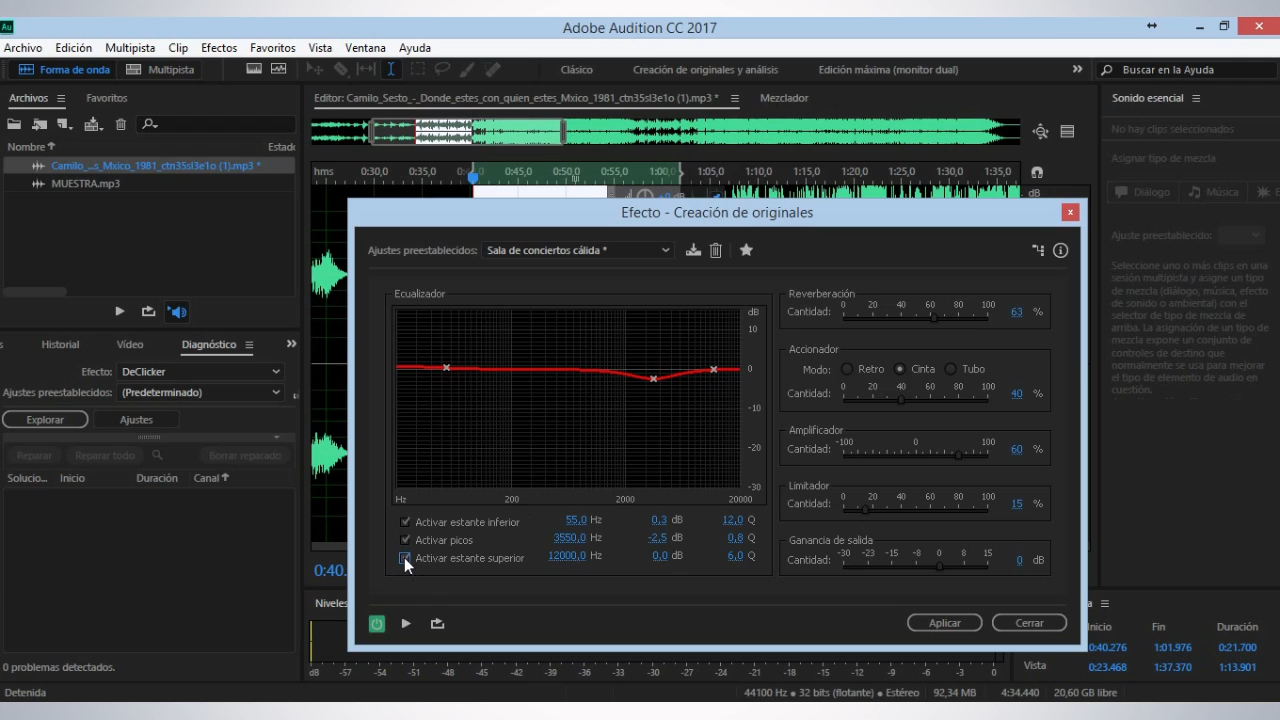 Au
Adobe Audition CC 2017
Archivo Edición Multipista Clip Efectos Favoritos Vista Ventana Ayuda
Forma de onda Multipista Clásico Creación de originales y análisis Edición máxima (monitor dual) Buscar en la Ayuda
Archivos Favoritos
Editor: Camilo_Sesto_-_Donde_estes_con_quien_estes_Mxico_1981_ctn35sl3e1o (1).mp3 * Mezclador
Sonido esencial
No hay clips seleccionados
Nombre Estado
Asignar tipo de mezcla
Camilo_...s_Mxico_1981_ctn35sl3e1o (1).mp3 *
MUESTRA.mp3
hms 0:30,0 0:35,0 0:45,0 0:50,0 0:55,0 1:00,0 1:05,0 1:10,0 1:15,0 1:20,0 1:25,0 1:30,0 1:35,0
dB
Diálogo Música
Ajuste preestablecido:
Seleccione uno o más clips en una sesión multipista y asigne un tipo de mezcla (diálogo, música, efecto de sonido o ambiental) con el selector de tipo de mezcla de arriba. La asignación de un tipo de mezcla expone un conjunto de controles de destino que normalmente se usa para mejorar el tipo de elemento de audio en cuestión.
Efecto - Creación de originales
Ajustes preestablecidos: Sala de conciertos cálida *
Ecualizador
dB
10
0
-10
-20
-30
Hz 200 2000 20000
Activar estante inferior 55,0 Hz 0,3 dB 12,0 Q
Activar picos 3550,0 Hz -2,5 dB 0,8 Q
Activar estante superior 12000,0 Hz 0,0 dB 6,0 Q
Reverberación
0 20 40 60 80 100
Cantidad: 63 %
Accionador
Modo: Retro Cinta Tubo
0 20 40 60 80 100
Cantidad: 40 %
Amplificador
-100 0 100
Cantidad: 60 %
Limitador
0 20 40 60 80 100
Cantidad: 15 %
Ganancia de salida
-30 -23 -15 -8 0 8 15
Cantidad: 0 dB
Aplicar Cerrar
s Historial Vídeo Diagnóstico
Efecto: DeClicker
Ajustes preestablecidos: (Predeterminado)
Explorar Ajustes
Reparar Reparar todo Borrar reparado
Solucio... Inicio Duración Canal
0:40.
Niveles
dB -57 -54 -51 -48 -45 -42 -39 -36 -33 -30 -27 -24 -21 -18 -15 -12 -9 -6 -3 0
a
Inicio Fin Duración
0:40.276 1:01.976 0:21.700
Vista 0:23.468 1:37.370 1:13.901
0 problemas detectados.
Detenida
44100 Hz • 32 bits (flotante) • Estéreo 92,34 MB 4:34.440 20,60 GB libre